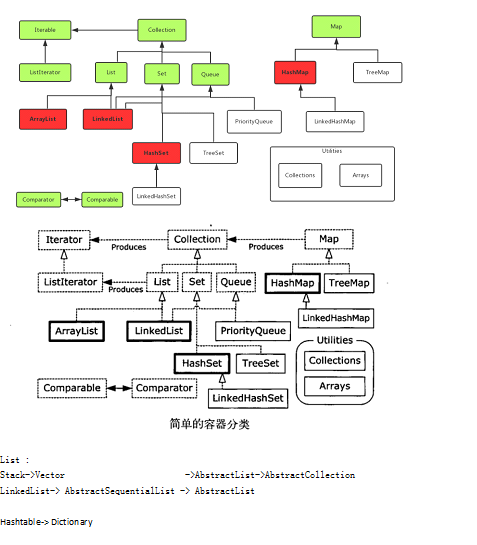 Iterable Collection Map
ListIterator List Set Queue HashMap TreeMap
ArrayList LinkedList PriorityQueue LinkedHashMap
HashSet TreeSet
Utilities
Collections Arrays
Comparator Comparable LinkedHashSet
Iterator Produces Collection Produces Map
ListIterator Produces List Set Queue HashMap TreeMap
ArrayList LinkedList PriorityQueue LinkedHashMap
HashSet TreeSet
Utilities
Collections
Comparable Comparator LinkedHashSet Arrays
简单的容器分类
List :
Stack->Vector ->AbstractList->AbstractCollection
LinkedList-> AbstractSequentialList -> AbstractList
Hashtable-> Dictionary